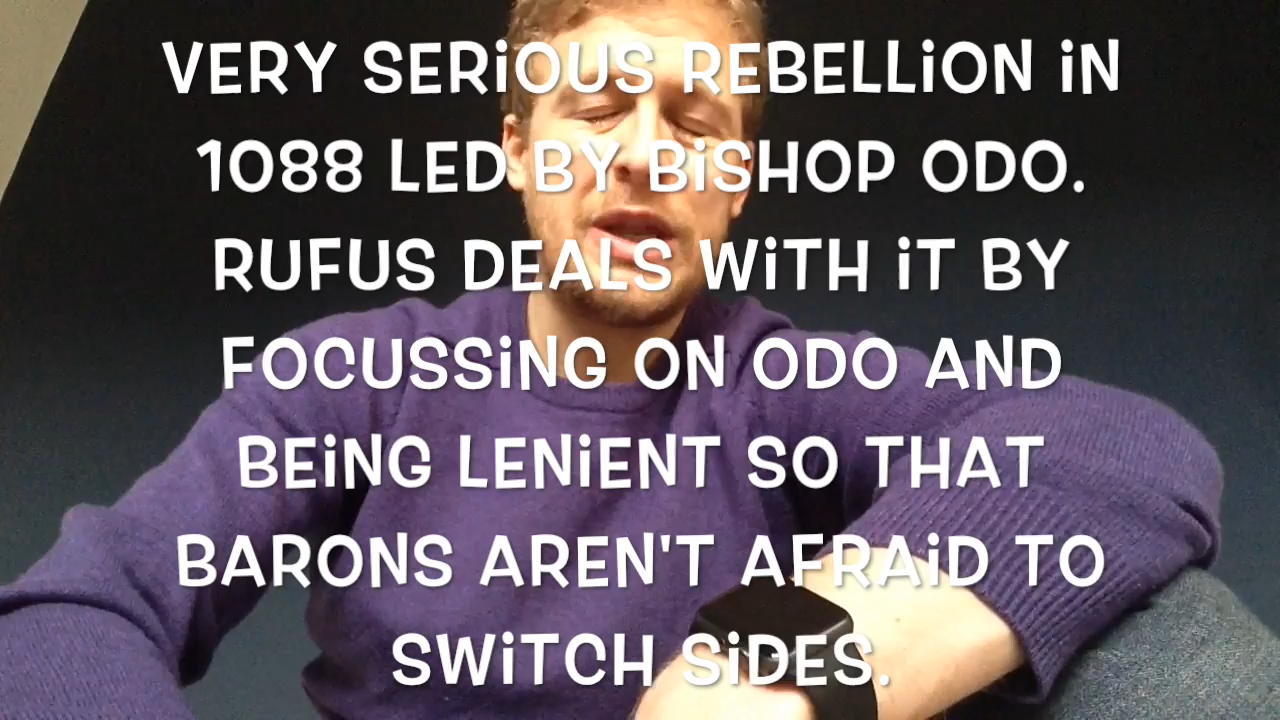 VERY SERiOUS REBELLiON iN
1088 LED BY BiSHOP ODO.
RUFUS DEALS WiTH iT BY
FOCUSSiNG ON ODO AND
BEiNG LENiENT SO THAT
BARONS AREN'T AFRAiD TO
SWiTCH SiDES.